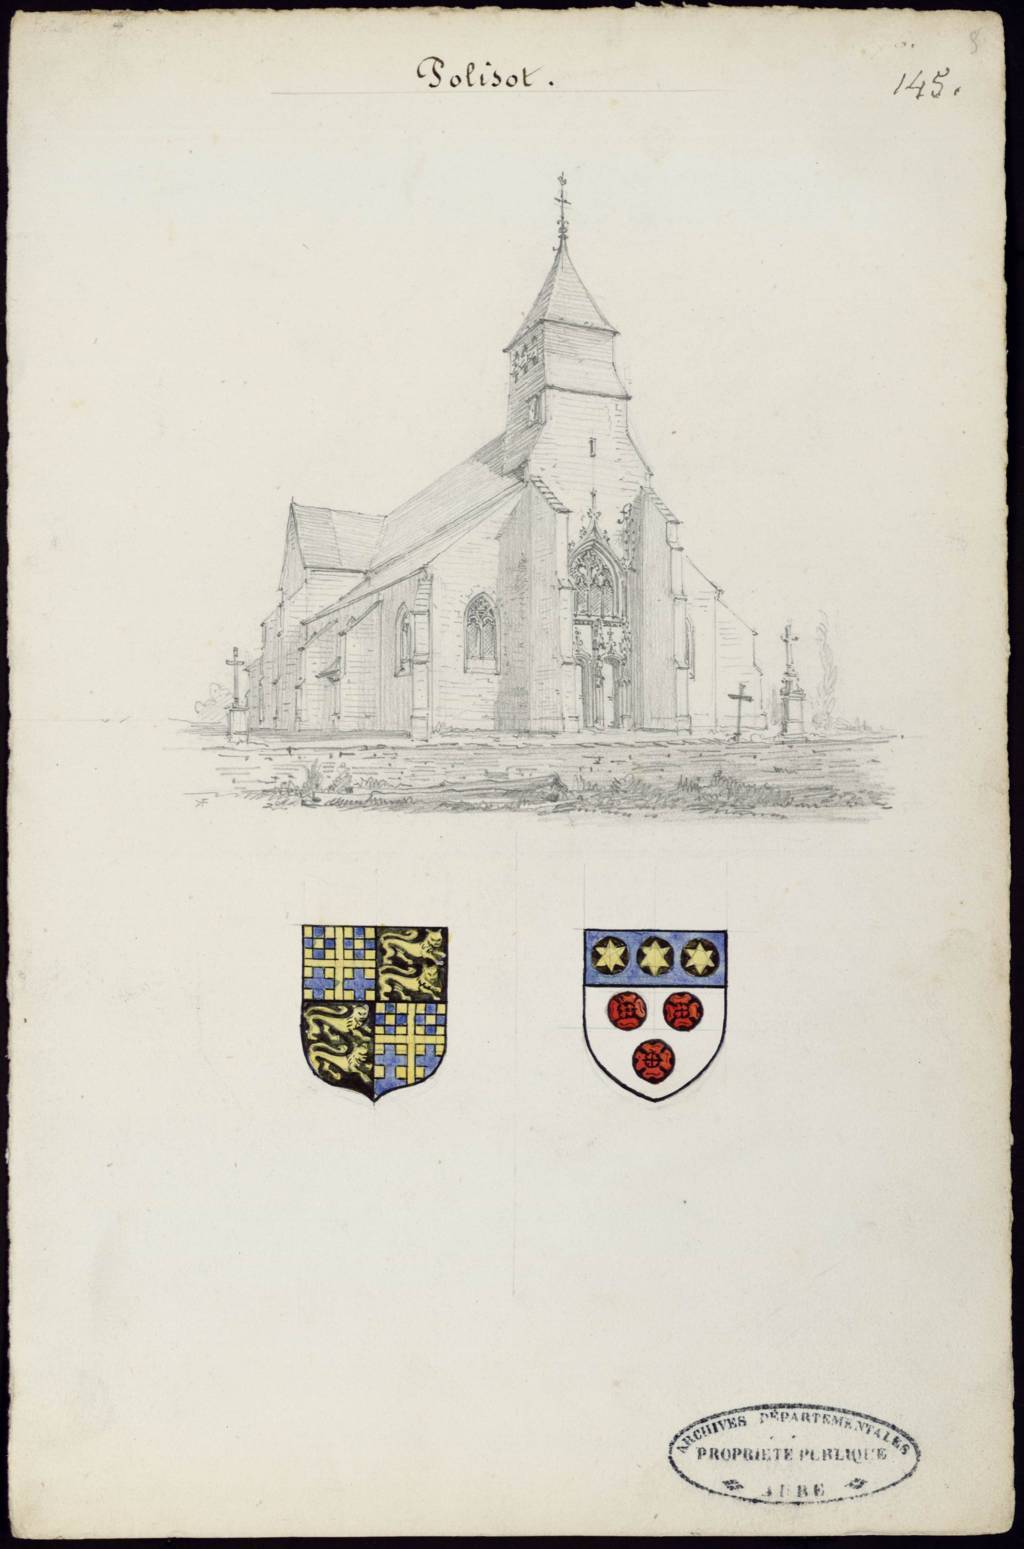 Polisot.
145.
ARCHIVES DÉPARTEMENTALES
PROPRIÉTÉ PUBLIQUE
AUBE